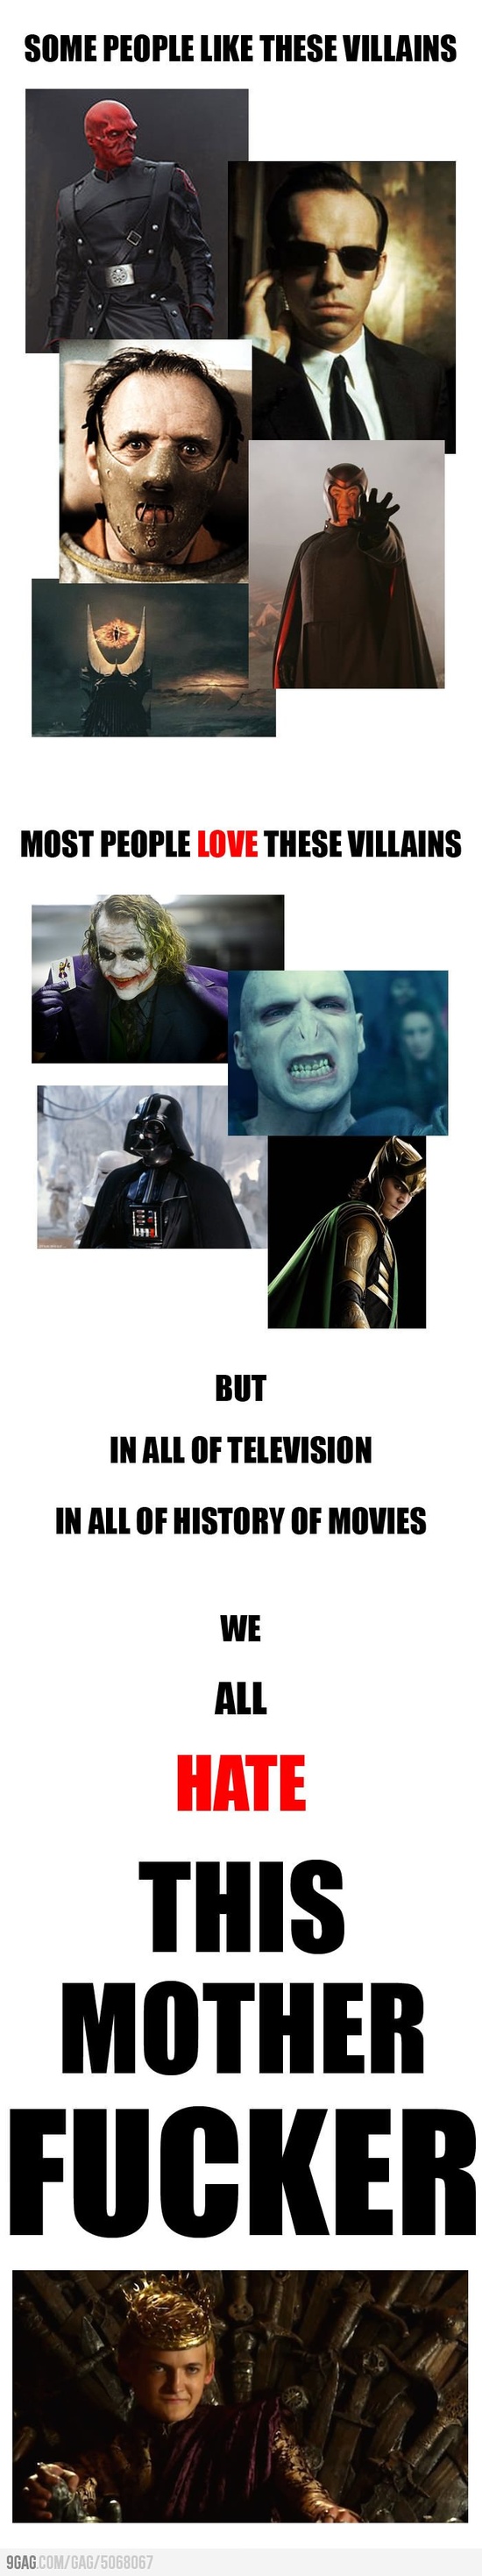 SOME PEOPLE LIKE THESE VILLAINS
MOST PEOPLE LOVE THESE VILLAINS
BUT
IN ALL OF TELEVISION
IN ALL OF HISTORY OF MOVIES
WE
ALL
HATE
THIS
MOTHER
FUCKER
9GAG.COM/GAG/5068067